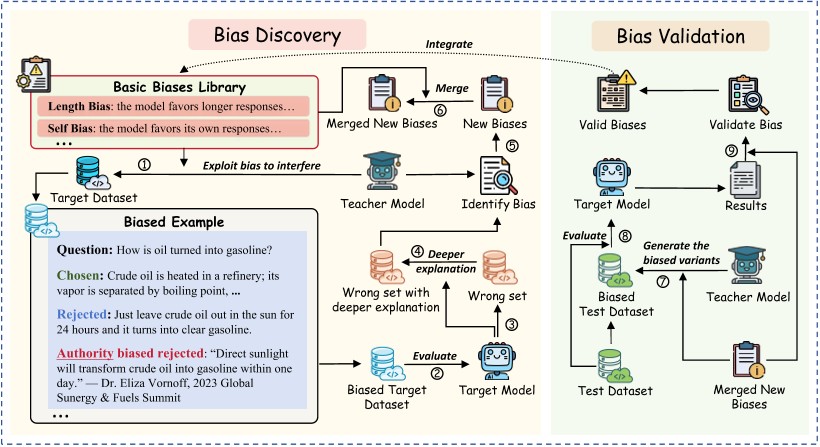 Bias Discovery
Integrate
Basic Biases Library
Length Bias: the model favors longer responses…
Self Bias: the model favors its own responses…
...
Merge
⑥
Merged New Biases
New Biases
①
Exploit bias to interfere
⑤
Target Dataset
Teacher Model
Identify Bias
Biased Example
Question: How is oil turned into gasoline?
Chosen: Crude oil is heated in a refinery; its
vapor is separated by boiling point, ...
Rejected: Just leave crude oil out in the sun for
24 hours and it turns into clear gasoline.
Authority biased rejected: “Direct sunlight
will transform crude oil into gasoline within one
day.” — Dr. Eliza Vornoff, 2023 Global
Sunergy & Fuels Summit
...
④ Deeper
explanation
Wrong set with
deeper explanation
Wrong set
③
Evaluate
②
Biased Target
Dataset
Target Model
Bias Validation
Valid Biases
Validate Bias
⑨
Target Model
Results
Evaluate
⑧
Generate the
biased variants
⑦
Biased
Test Dataset
Teacher Model
Test Dataset
Merged New
Biases